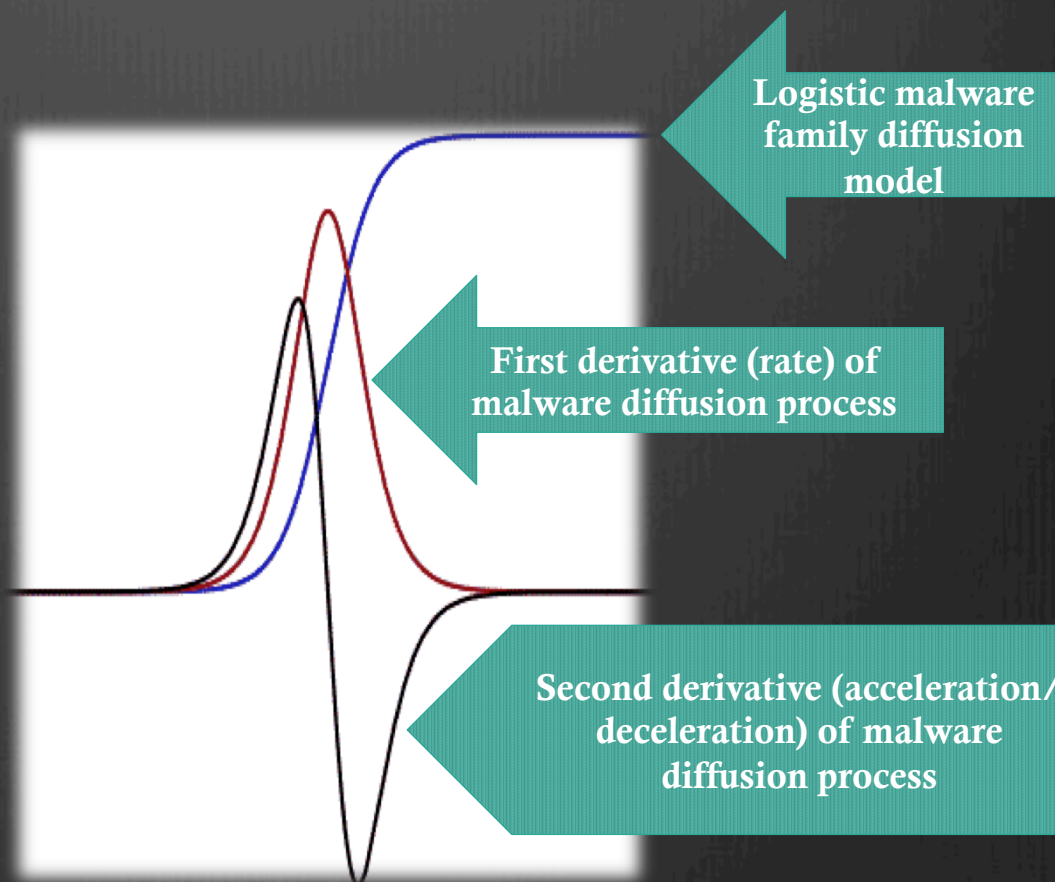 Logistic malware
family diffusion
model
First derivative (rate) of
malware diffusion process
Second derivative (acceleration/
deceleration) of malware
diffusion process